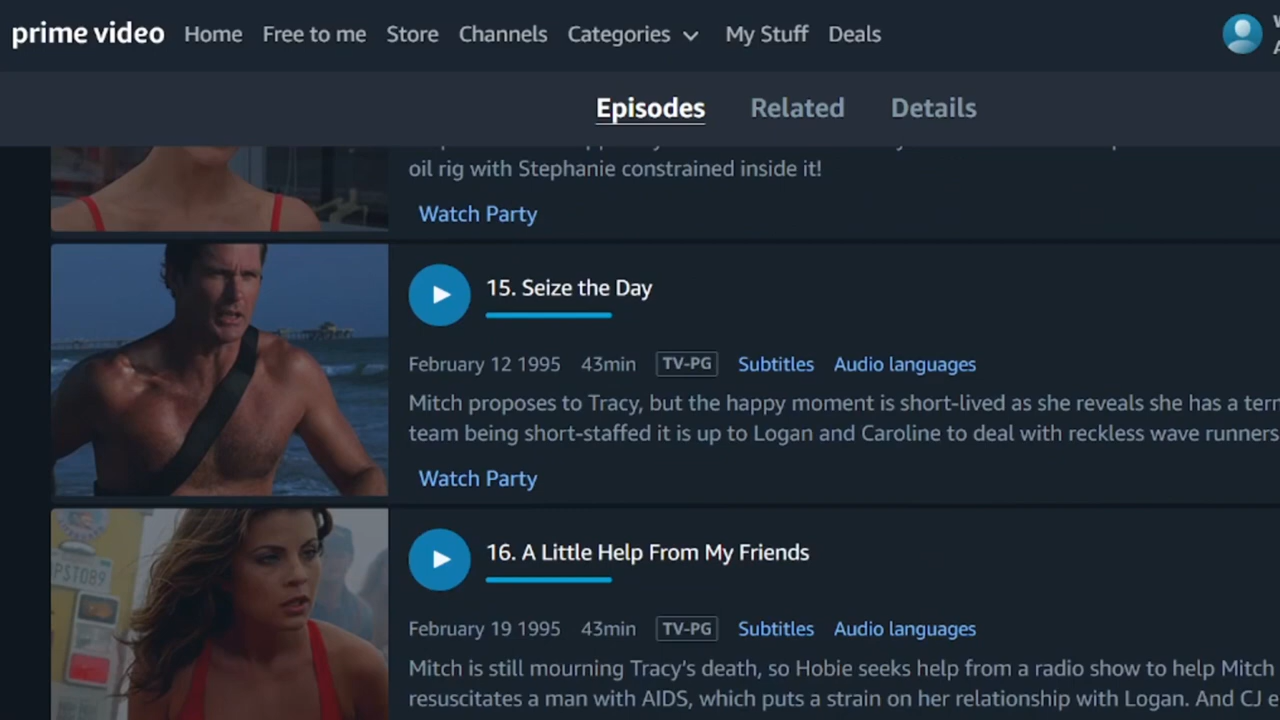 prime video Home Free to me Store Channels Categories My Stuff Deals
Episodes Related Details
oil rig with Stephanie constrained inside it!
Watch Party
15. Seize the Day
February 12 1995 43min TV-PG Subtitles Audio languages
Mitch proposes to Tracy, but the happy moment is short-lived as she reveals she has a
team being short-staffed it is up to Logan and Caroline to deal with reckless wave runners
Watch Party
PST089
16. A Little Help From My Friends
February 19 1995 43min TV-PG Subtitles Audio languages
Mitch is still mourning Tracy's death, so Hobie seeks help from a radio show to help Mitch
resuscitates a man with AIDS, which puts a strain on her relationship with Logan. And CJ